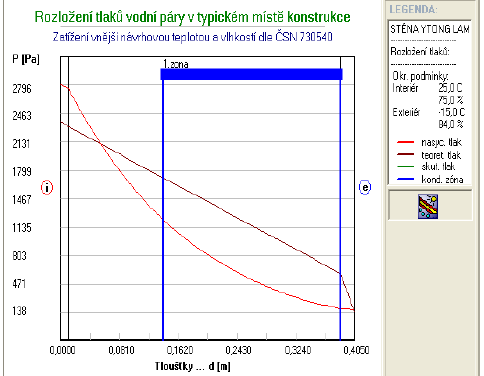 Rozložení tlaků vodní páry v typickém místě konstrukce
Zatížení vnější návrhovou teplotou a vlhkostí dle ČSN 730540
P [Pa]
1.zona
2796
2463
2131
1799
1467
1135
803
471
138
i
e
0,0000 0,0810 0,1620 0,2430 0,3240 0,4050
Tloušťky ... d [m]
LEGENDA:
STĚNA YTONG LAM
Rozložení tlaků:
Okr. podmínky:
Interiér 25,0 C
75,0 %
Exteriér -15,0 C
84,0 %
nasyc. tlak
teoret. tlak
skut. tlak
kond. zóna